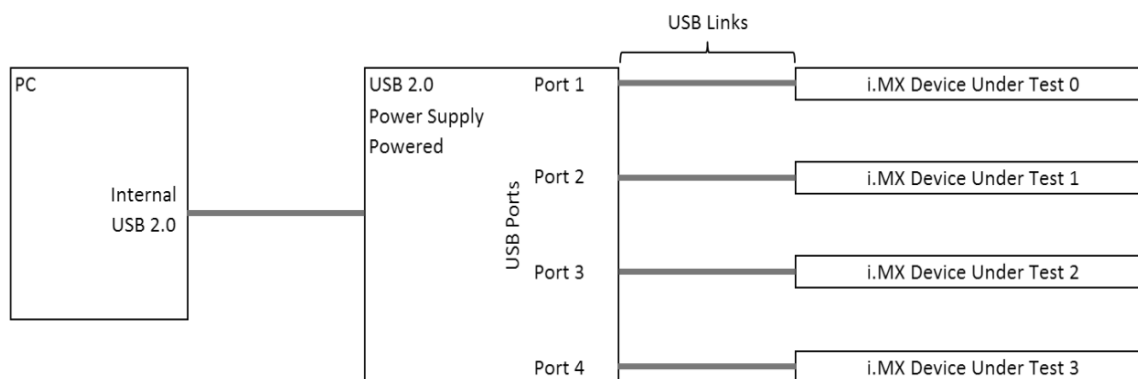 USB Links
PC
Internal
USB 2.0
USB 2.0
Power Supply
Powered
USB Ports
Port 1
Port 2
Port 3
Port 4
i.MX Device Under Test 0
i.MX Device Under Test 1
i.MX Device Under Test 2
i.MX Device Under Test 3